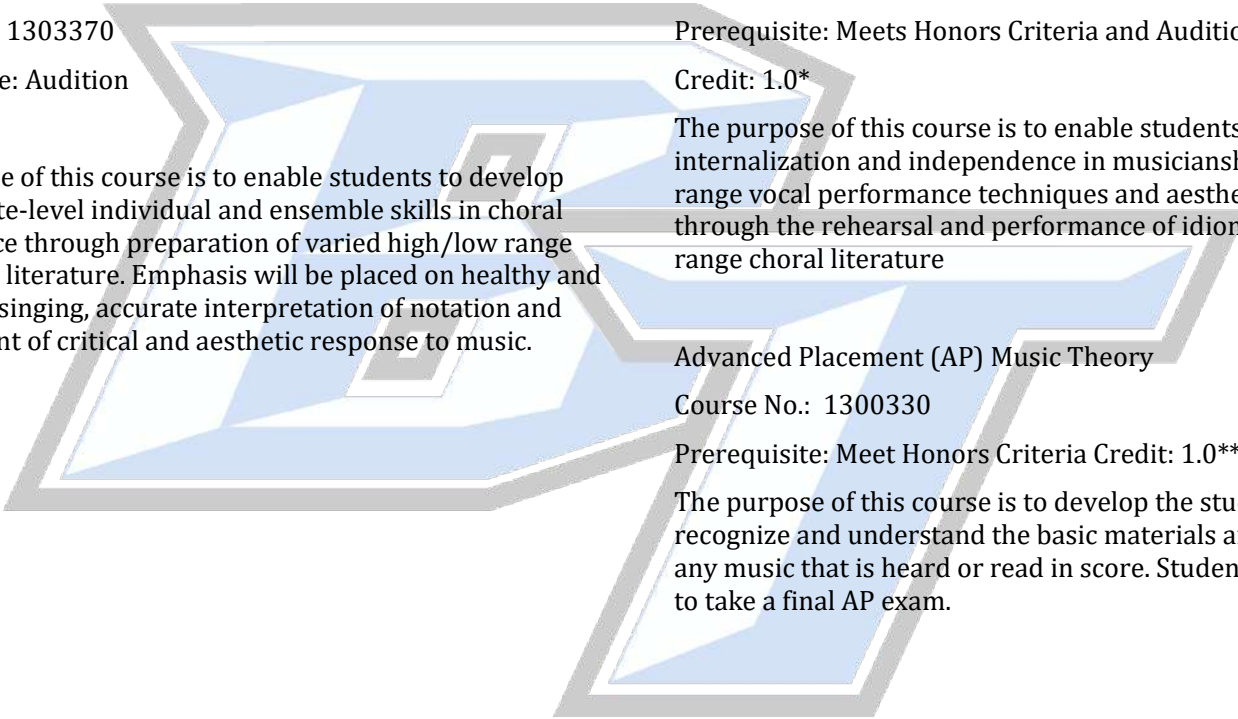 1303370
e: Audition
e of this course is to enable students to develop
te-level individual and ensemble skills in choral
ce through preparation of varied high/low range
literature. Emphasis will be placed on healthy and
singing, accurate interpretation of notation and
nt of critical and aesthetic response to music.
Prerequisite: Meets Honors Criteria and Auditio
Credit: 1.0*
The purpose of this course is to enable students
internalization and independence in musiciansh
range vocal performance techniques and aesthe
through the rehearsal and performance of idion
range choral literature
Advanced Placement (AP) Music Theory
Course No.: 1300330
Prerequisite: Meet Honors Criteria Credit: 1.0**
The purpose of this course is to develop the stu
recognize and understand the basic materials a
any music that is heard or read in score. Studen
to take a final AP exam.
BT